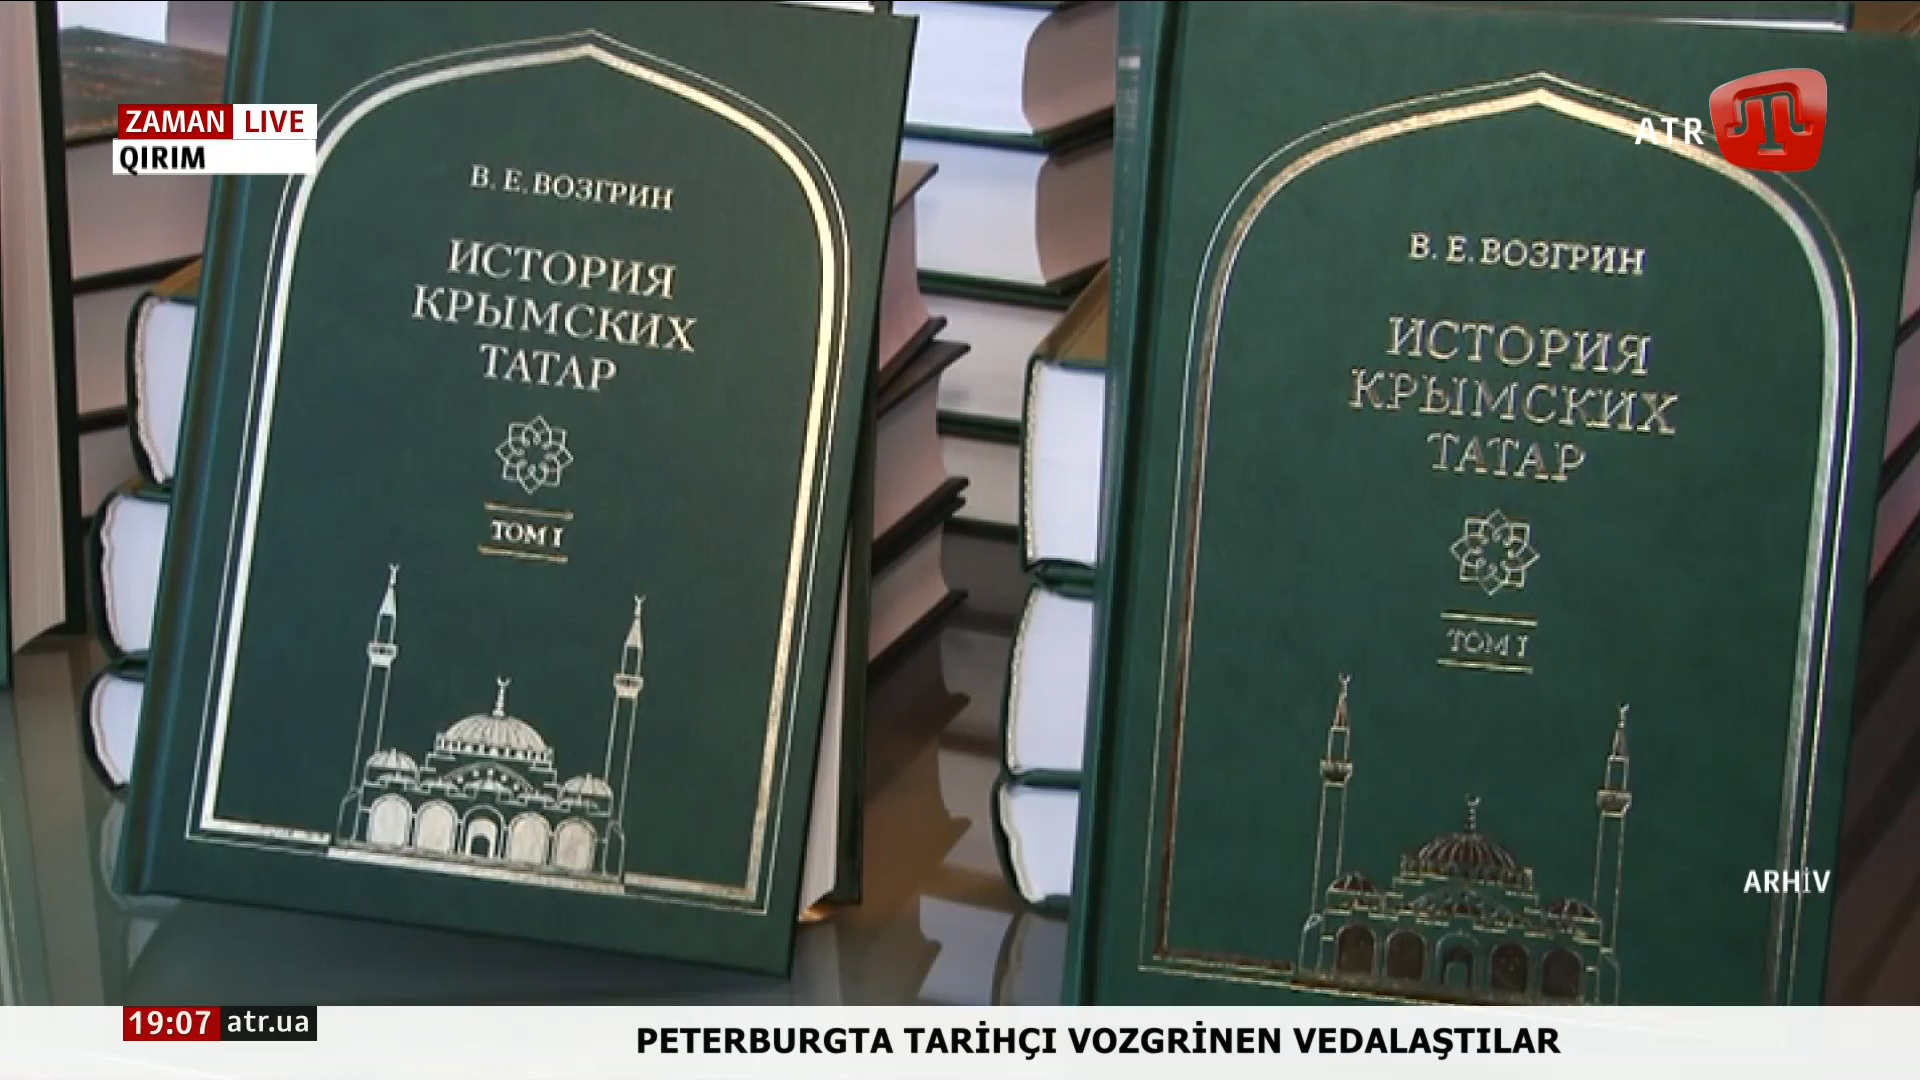 ZAMAN LIVE
QIRIM
ATR
В. Е. ВОЗГРИН
ИСТОРИЯ
КРЫМСКИХ
ТАТАР
ТОМ I
В. Е. ВОЗГРИН
ИСТОРИЯ
КРЫМСКИХ
ТАТАР
ТОМ I
ARHİV
19:07 atr.ua
PETERBURGTA TARİHÇI VOZGRİNEN VEDALAŞTILAR